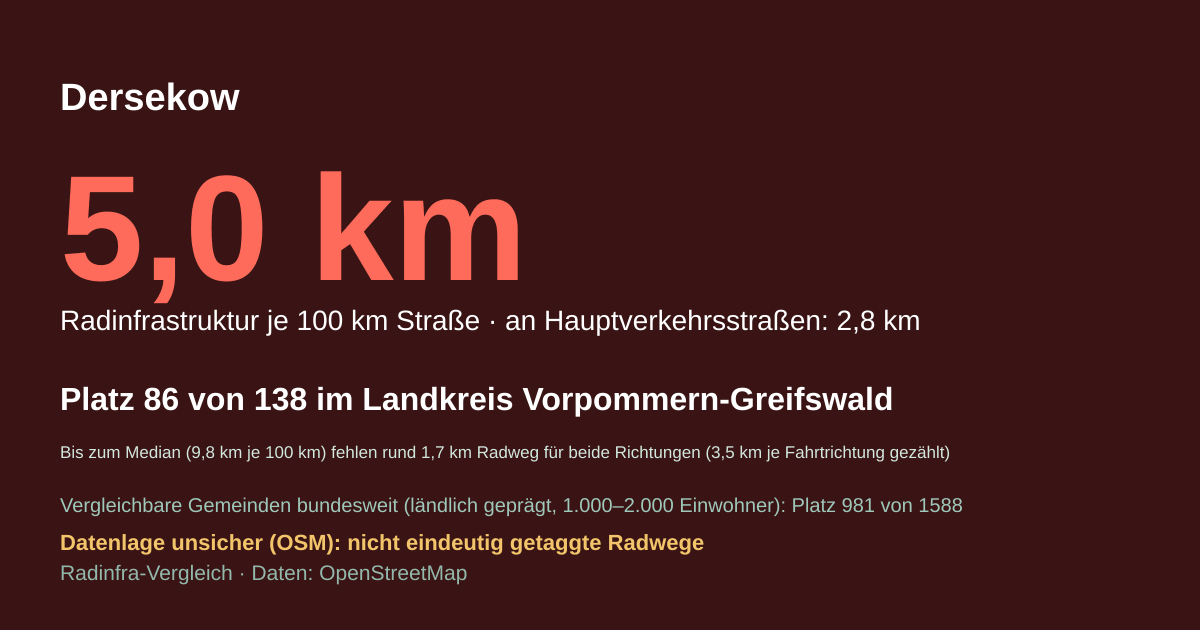 Dersekow
5,0 km
Radinfrastruktur je 100 km Straße · an Hauptverkehrsstraßen: 2,8 km
Platz 86 von 138 im Landkreis Vorpommern-Greifswald
Bis zum Median (9,8 km je 100 km) fehlen rund 1,7 km Radweg für beide Richtungen (3,5 km je Fahrtrichtung gezählt)
Vergleichbare Gemeinden bundesweit (ländlich geprägt, 1.000–2.000 Einwohner): Platz 981 von 1588
Datenlage unsicher (OSM): nicht eindeutig getaggte Radwege
Radinfra-Vergleich · Daten: OpenStreetMap